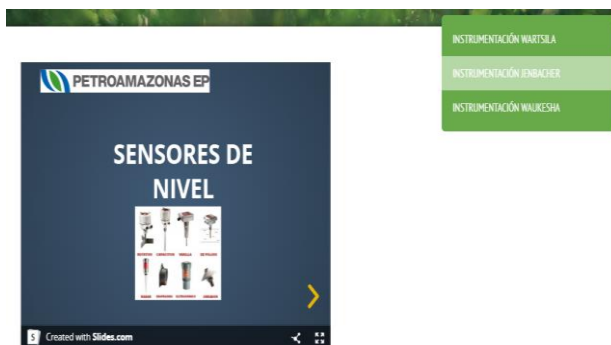 INSTRUMENTACIÓN WARTSILA
INSTRUMENTACIÓN JENBACHER
INSTRUMENTACIÓN WAUKESHA
PETROAMAZONAS EP
SENSORES DE
NIVEL
S Created with Slides.com